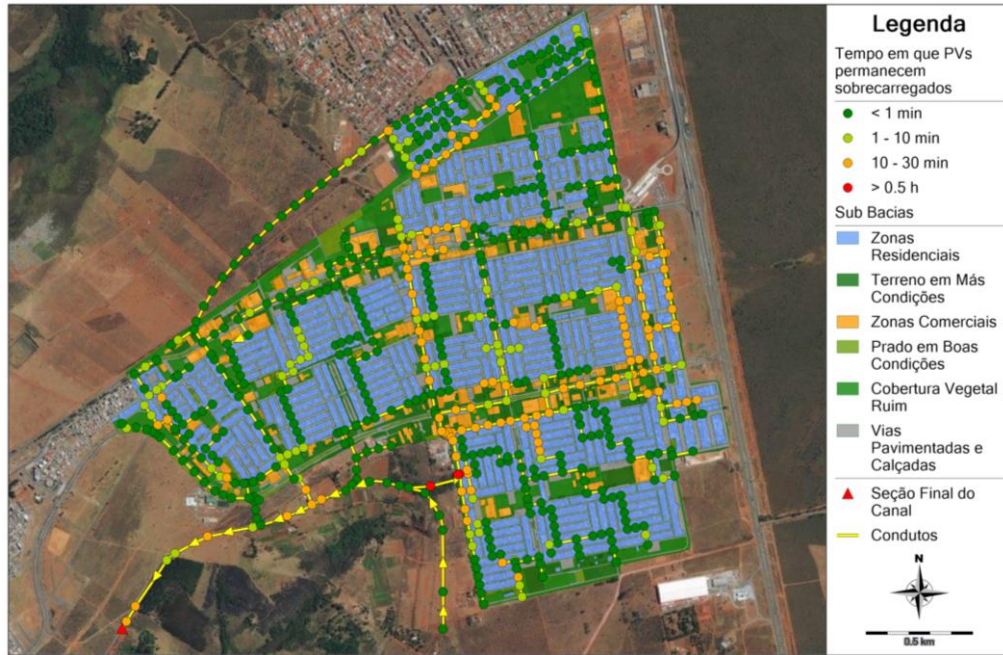 Legenda
Tempo em que PVs
permanecem
sobrecarregados
< 1 min
1 - 10 min
10 - 30 min
> 0.5 h
Sub Bacias
Zonas
Residenciais
Terreno em Más
Condições
Zonas Comerciais
Prado em Boas
Condições
Cobertura Vegetal
Ruim
Vias
Pavimentadas e
Calçadas
Seção Final do
Canal
Condutos
N
0.5 km